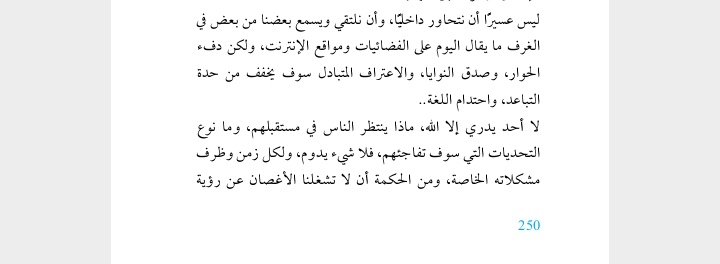 ليس عسيرًا أن نتحاور داخليًا، وأن نلتقي ويسمع بعضنا من بعض في
الغرف ما يقال اليوم على الفضائيات ومواقع الإنترنت، ولكن دفء
الحوار، وصدق النوايا، والاعتراف المتبادل سوف يخفف من حدة
التباعد، واحتدام اللغة..
لا أحد يدري إلا الله، ماذا ينتظر الناس في مستقبلهم، وما نوع
التحديات التي سوف تفاجئهم، فلا شيء يدوم، ولكل زمن وظرف
مشكلاته الخاصة، ومن الحكمة أن لا تشغلنا الأغصان عن رؤية
250